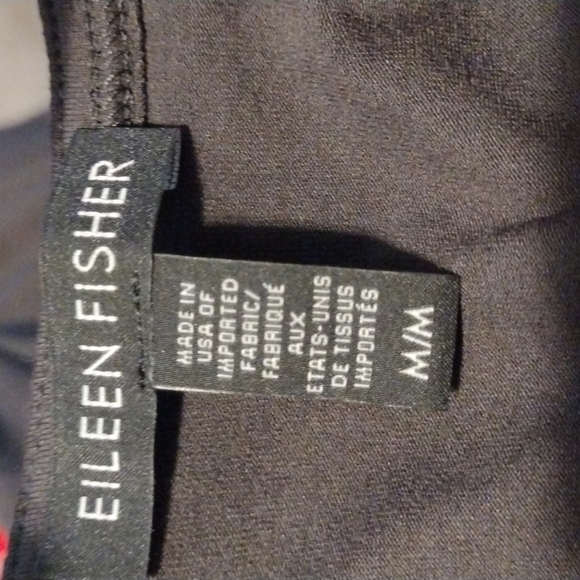 EILEEN FISHER
MADE IN
USA OF
IMPORTED
FABRIC/
FABRIQUÉ
AUX
ETATS-UNIS
DE TISSUS
IMPORTÉS
M/M